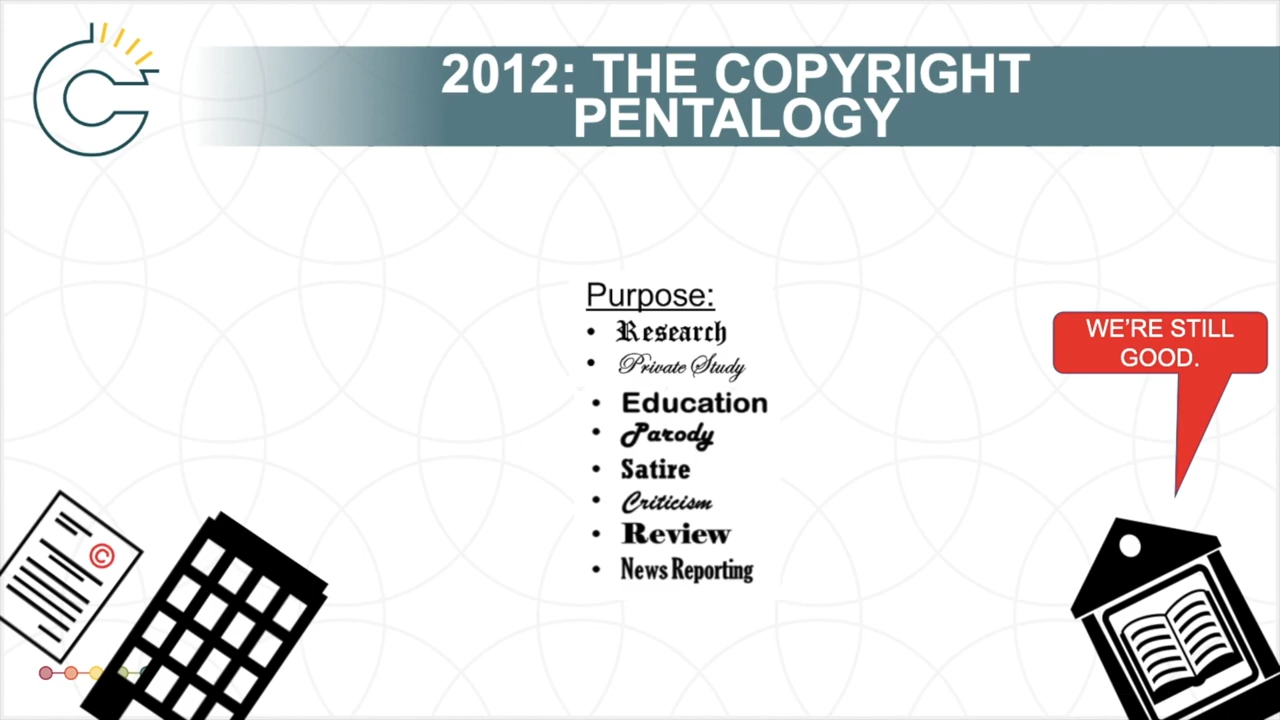 2012: THE COPYRIGHT
PENTALOGY
Purpose:
• Research
• Private Study
• Education
• Parody
• Satire
• Criticism
• Review
• News Reporting
WE'RE STILL
GOOD.
©